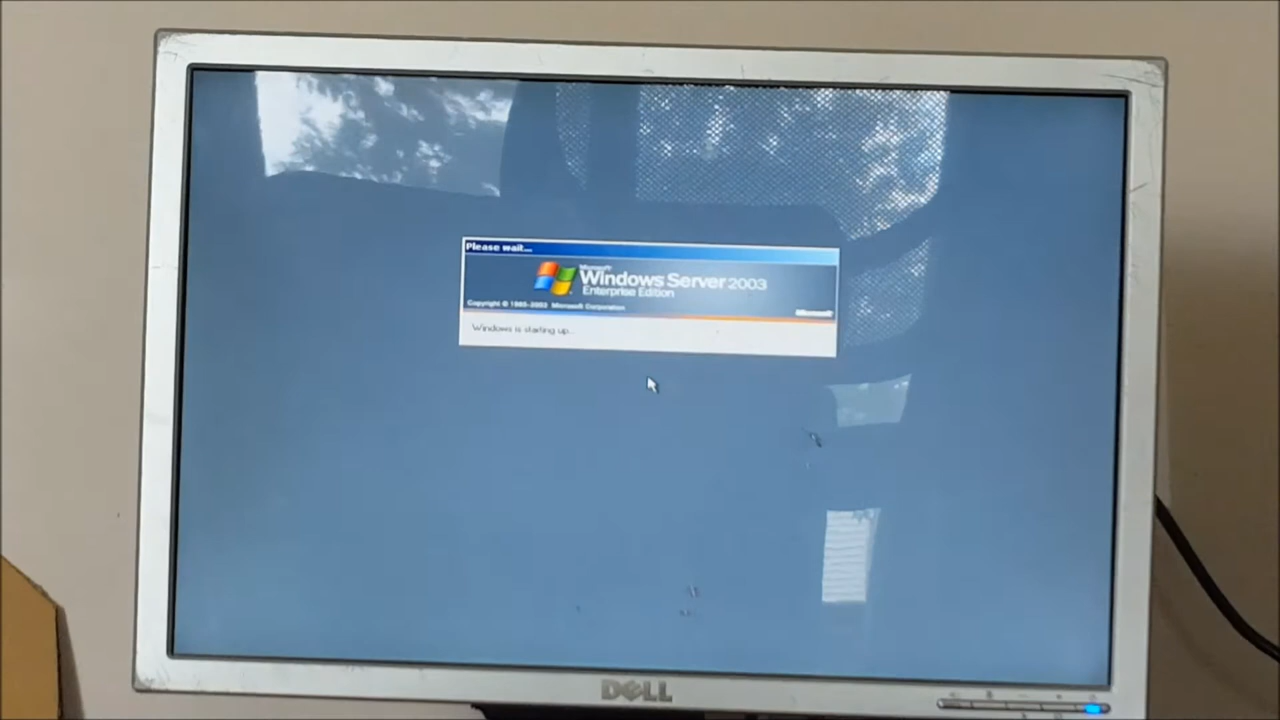 Please wait...
Microsoft
Windows Server 2003
Enterprise Edition
Copyright © 1985-2003 Microsoft Corporation
Microsoft
Windows is starting up...
DELL